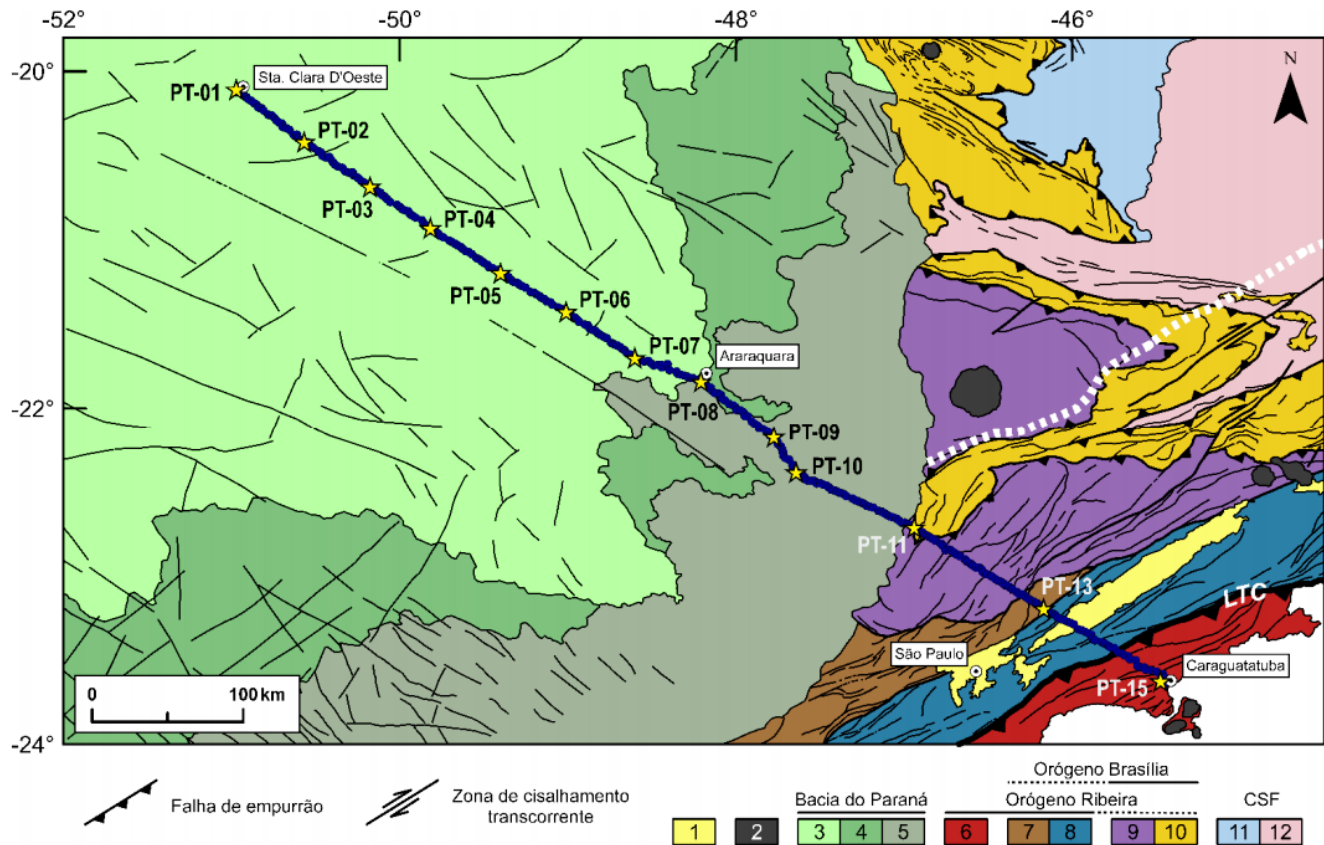 -52° -50° -48° -46°
-20°
N
Sta. Clara D'Oeste
PT-01
PT-02
PT-03
PT-04
PT-05
PT-06
PT-07
Araraquara
PT-08
-22°
PT-09
PT-10
PT-11
PT-13
LTC
São Paulo
Caraguatatuba
PT-15
0 100 km
-24°
Orógeno Brasília
Falha de empurrão
Zona de cisalhamento
transcorrente
Bacia do Paraná Orógeno Ribeira CSF
1 2 3 4 5 6 7 8 9 10 11 12